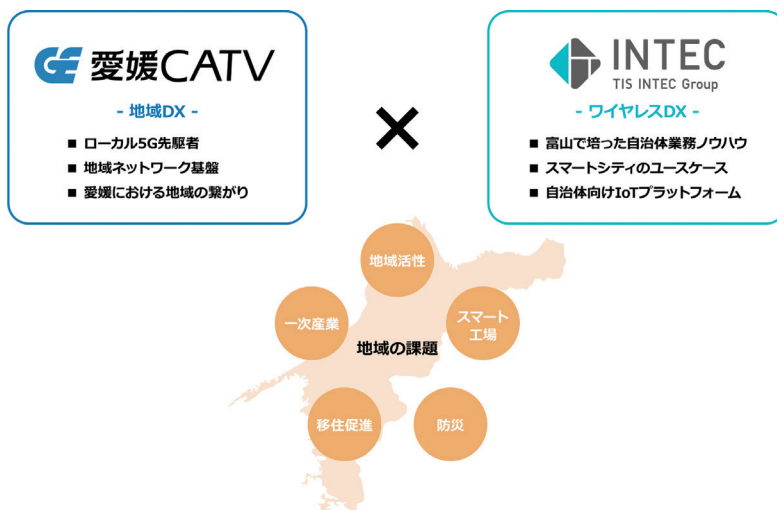 愛媛CATV
- 地域DX -
■ ローカル5G先駆者
■ 地域ネットワーク基盤
■ 愛媛における地域の繋がり
×
INTEC
TIS INTEC Group
- ワイヤレスDX -
■ 富山で培った自治体業務ノウハウ
■ スマートシティのユースケース
■ 自治体向けIoTプラットフォーム
地域活性
一次産業
スマート
工場
地域の課題
移住促進
防災